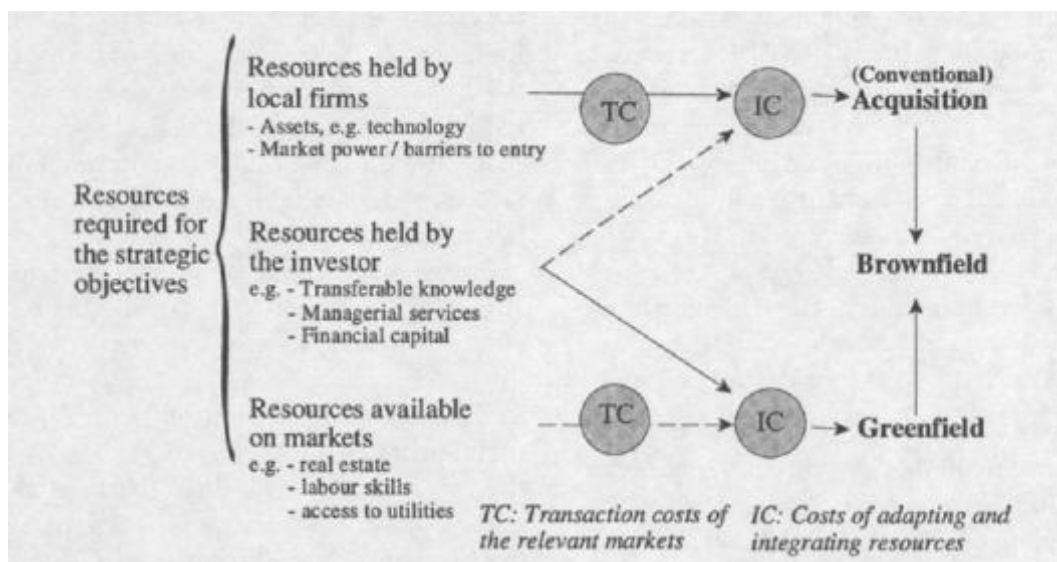 Resources
required for
the strategic
objectives
Resources held by
local firms
- Assets, e.g. technology
- Market power / barriers to entry
Resources held by
the investor
e.g. - Transferable knowledge
- Managerial services
- Financial capital
Resources available
on markets
e.g. - real estate
- labour skills
- access to utilities
TC
IC
TC
IC
(Conventional)
Acquisition
Brownfield
Greenfield
TC: Transaction costs of
the relevant markets
IC: Costs of adapting and
integrating resources